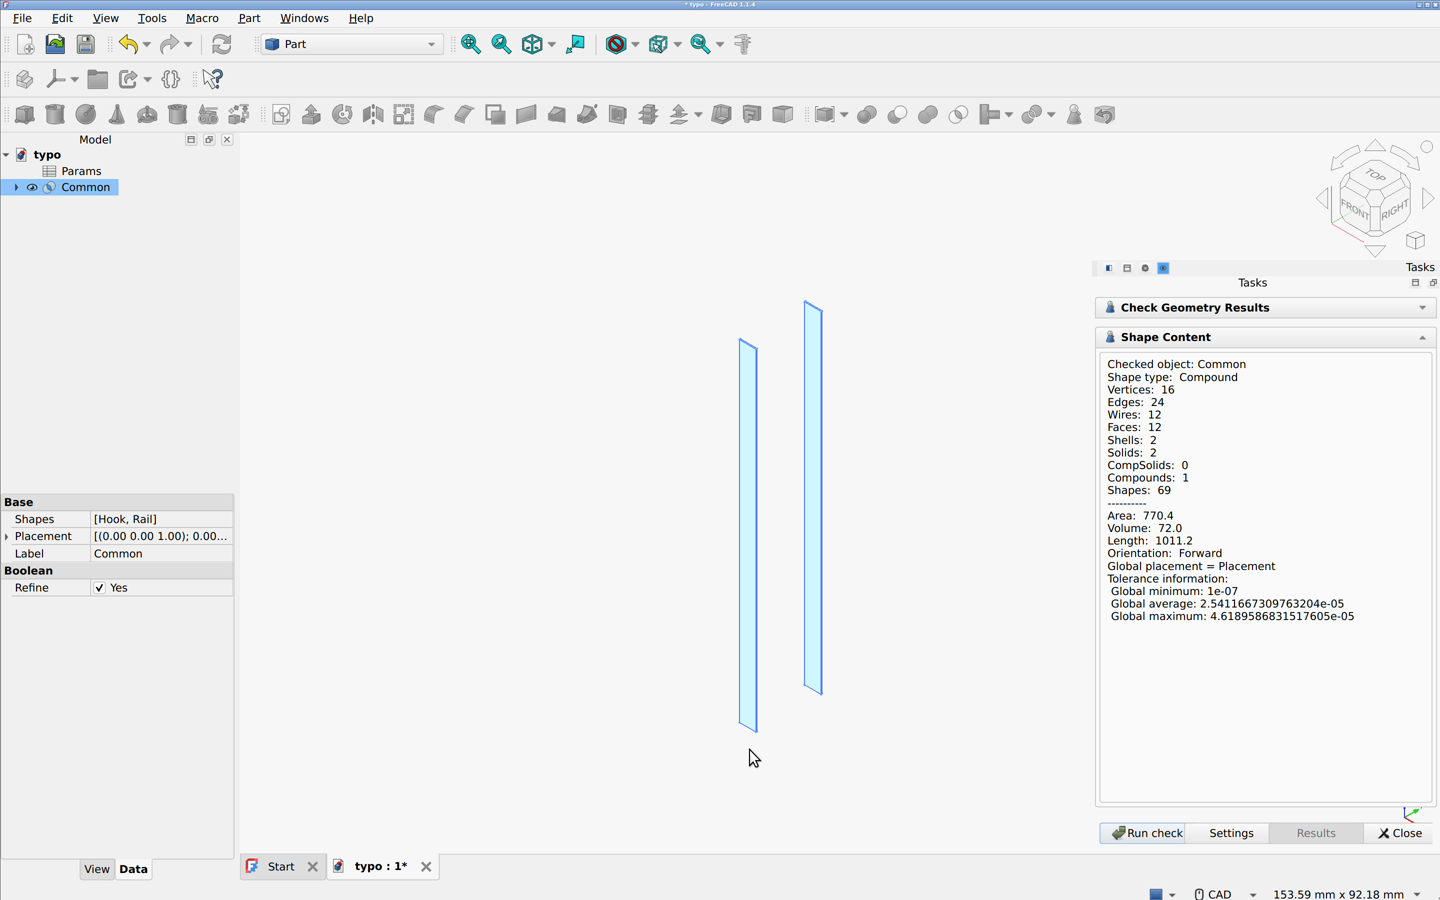 * typo - FreeCAD 1.1.4
File Edit View Tools Macro Part Windows Help
Part
Model
typo
Params
Common
TOP
FRONT
RIGHT
Tasks
Tasks
Check Geometry Results
Shape Content
Checked object: Common
Shape type: Compound
Vertices: 16
Edges: 24
Wires: 12
Faces: 12
Shells: 2
Solids: 2
CompSolids: 0
Compounds: 1
Shapes: 69
----------
Area: 770.4
Volume: 72.0
Length: 1011.2
Orientation: Forward
Global placement = Placement
Tolerance information:
Global minimum: 1e-07
Global average: 2.5411667309763204e-05
Global maximum: 4.6189586831517605e-05
Base
Shapes [Hook, Rail]
Placement [(0.00 0.00 1.00); 0.00...
Label Common
Boolean
Refine Yes
Run check Settings Results Close
View Data
Start typo : 1*
CAD 153.59 mm x 92.18 mm